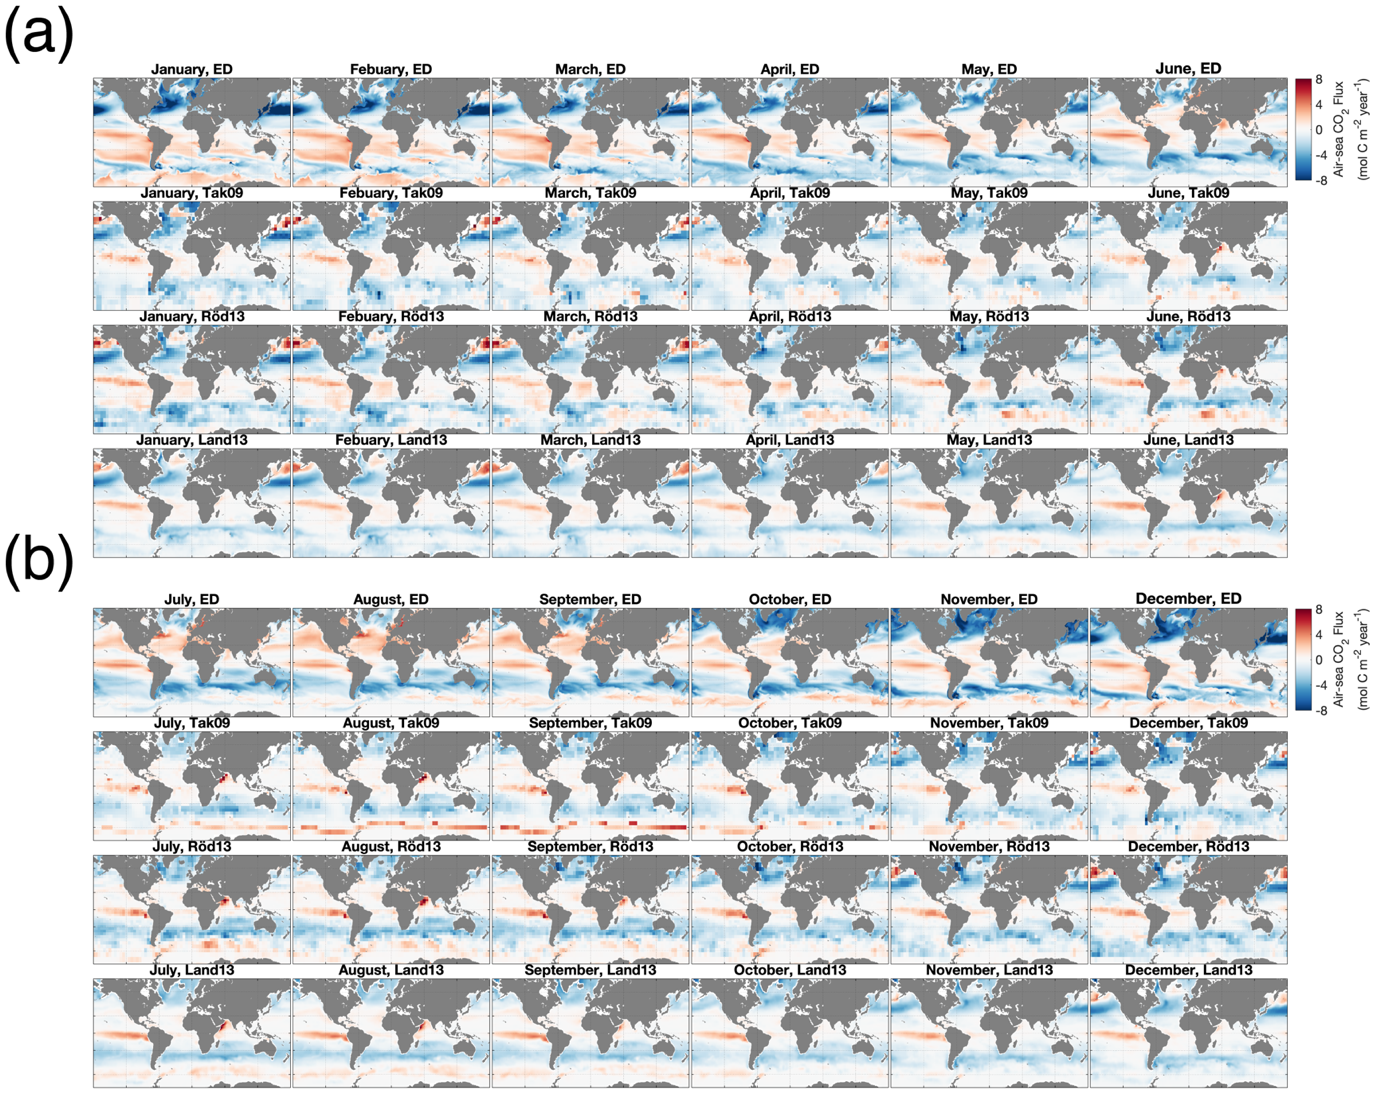 (a)
January, ED
Febuary, ED
March, ED
April, ED
May, ED
June, ED
8
4
0
-4
-8
Air-sea CO2 Flux
(mol C m-2 year-1)
January, Tak09
Febuary, Tak09
March, Tak09
April, Tak09
May, Tak09
June, Tak09
January, Röd13
Febuary, Röd13
March, Röd13
April, Röd13
May, Röd13
June, Röd13
January, Land13
Febuary, Land13
March, Land13
April, Land13
May, Land13
June, Land13
(b)
July, ED
August, ED
September, ED
October, ED
November, ED
December, ED
8
4
0
-4
-8
Air-sea CO2 Flux
(mol C m-2 year-1)
July, Tak09
August, Tak09
September, Tak09
October, Tak09
November, Tak09
December, Tak09
July, Röd13
August, Röd13
September, Röd13
October, Röd13
November, Röd13
December, Röd13
July, Land13
August, Land13
September, Land13
October, Land13
November, Land13
December, Land13